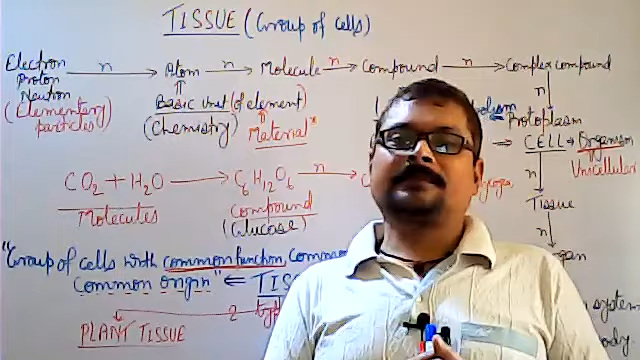 TISSUE (Group of cells)
Electron
Proton
Neutron
(Elementary particles)
n Atom n Molecule n Compound n Complex compound
Basic Unit (of element)
(Chemistry)
Material*
n
Protoplasm
CELL → Organism
Unicellular
n
Tissue
n
CO2 + H2O → C6H12O6 n
Molecules
Compound
(Glucose)
"Group of cells with common function, common
Common origin" ⇐
2
PLANT TISSUE
system